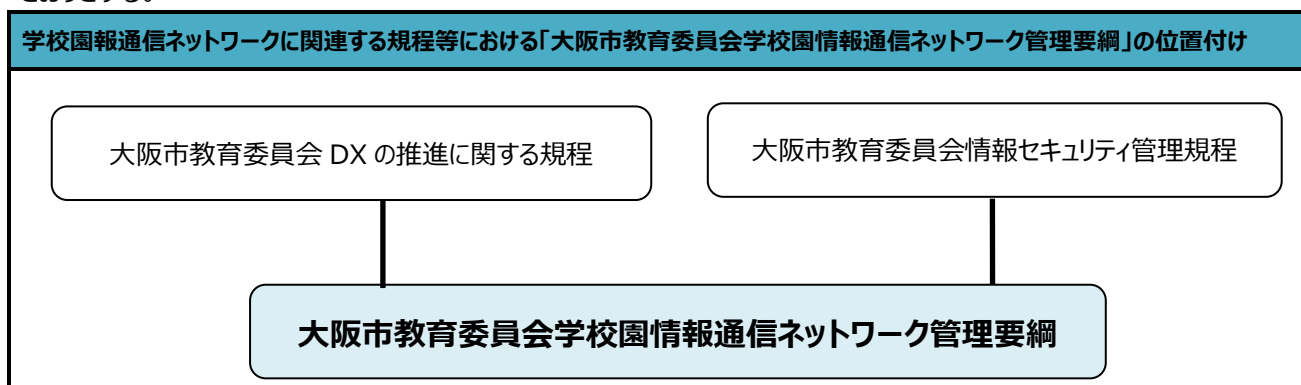 とおりとする。
学校園報通信ネットワークに関連する規程等における「大阪市教育委員会学校園情報通信ネットワーク管理要綱」の位置付け
大阪市教育委員会 DX の推進に関する規程
大阪市教育委員会情報セキュリティ管理規程
大阪市教育委員会学校園情報通信ネットワーク管理要綱